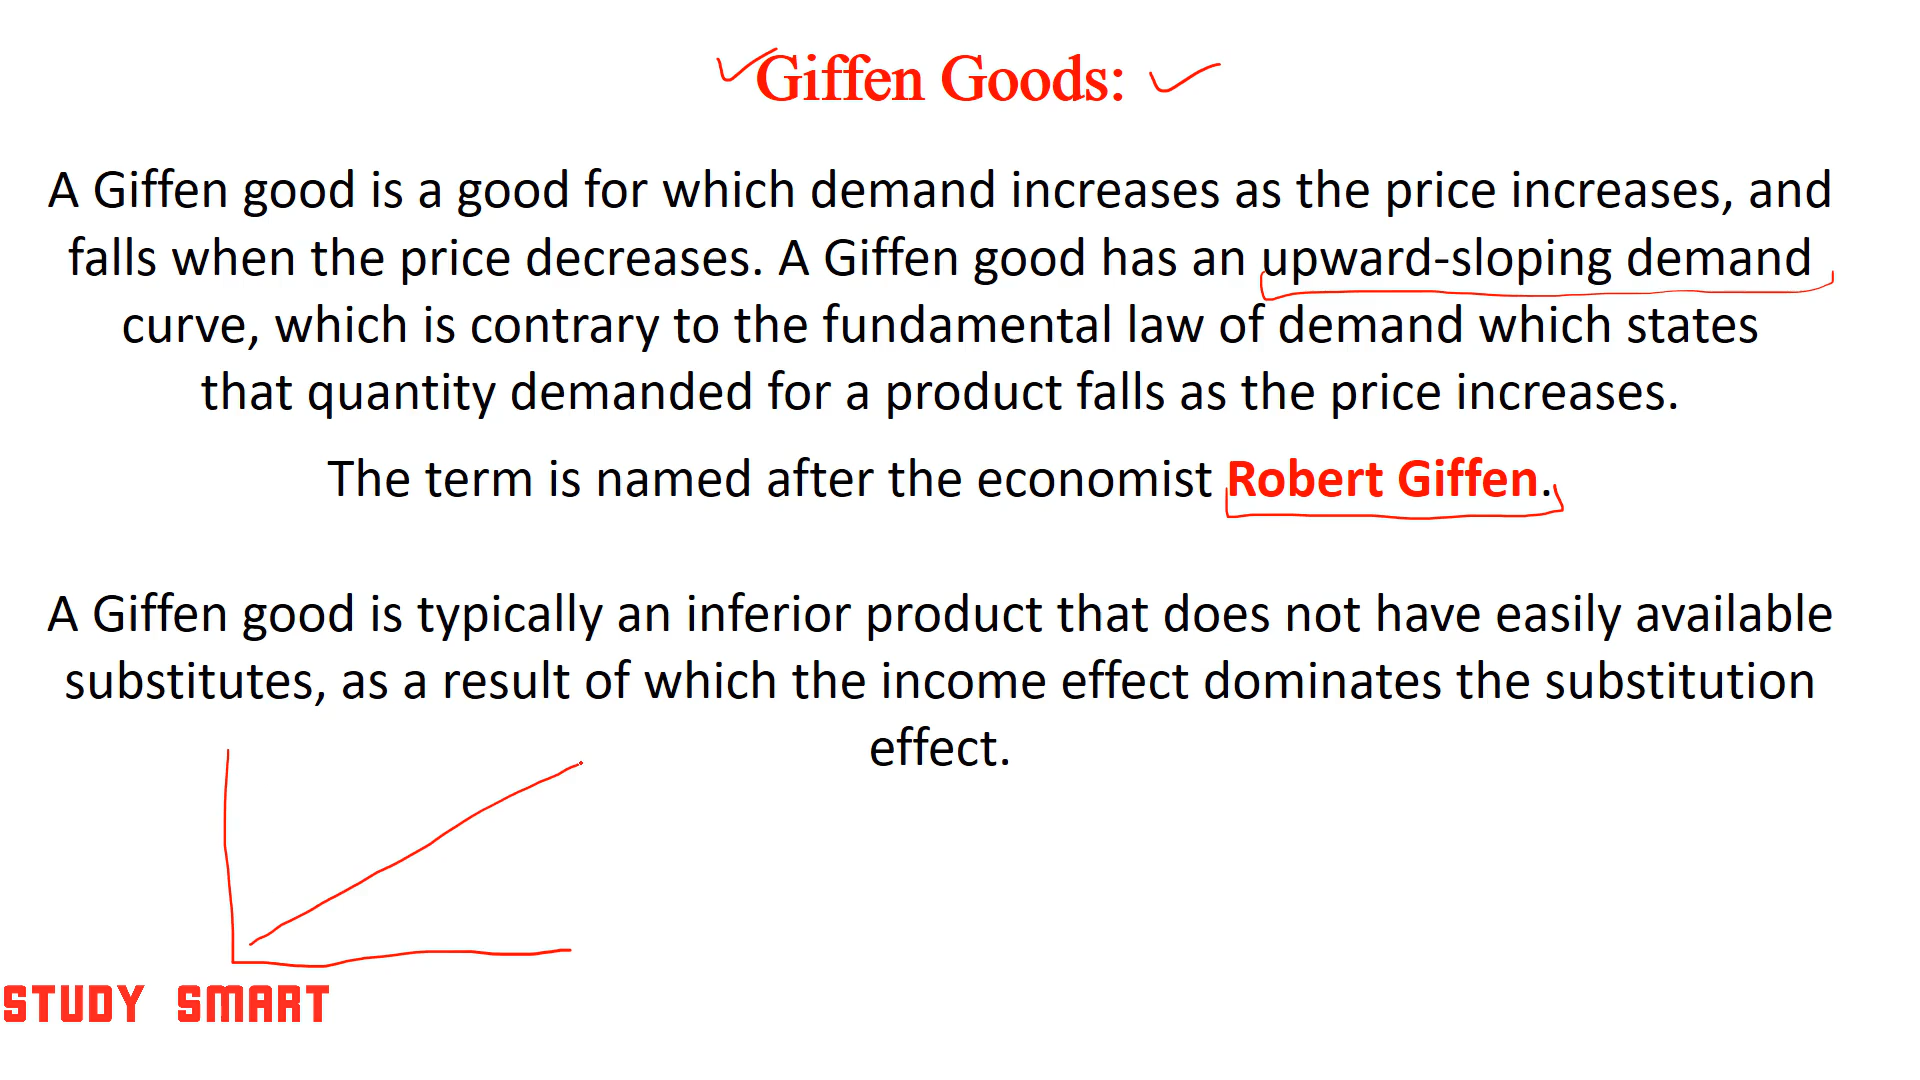 Giffen Goods:
A Giffen good is a good for which demand increases as the price increases, and
falls when the price decreases. A Giffen good has an upward-sloping demand
curve, which is contrary to the fundamental law of demand which states
that quantity demanded for a product falls as the price increases.
The term is named after the economist Robert Giffen.
A Giffen good is typically an inferior product that does not have easily available
substitutes, as a result of which the income effect dominates the substitution
effect.
STUDY SMART